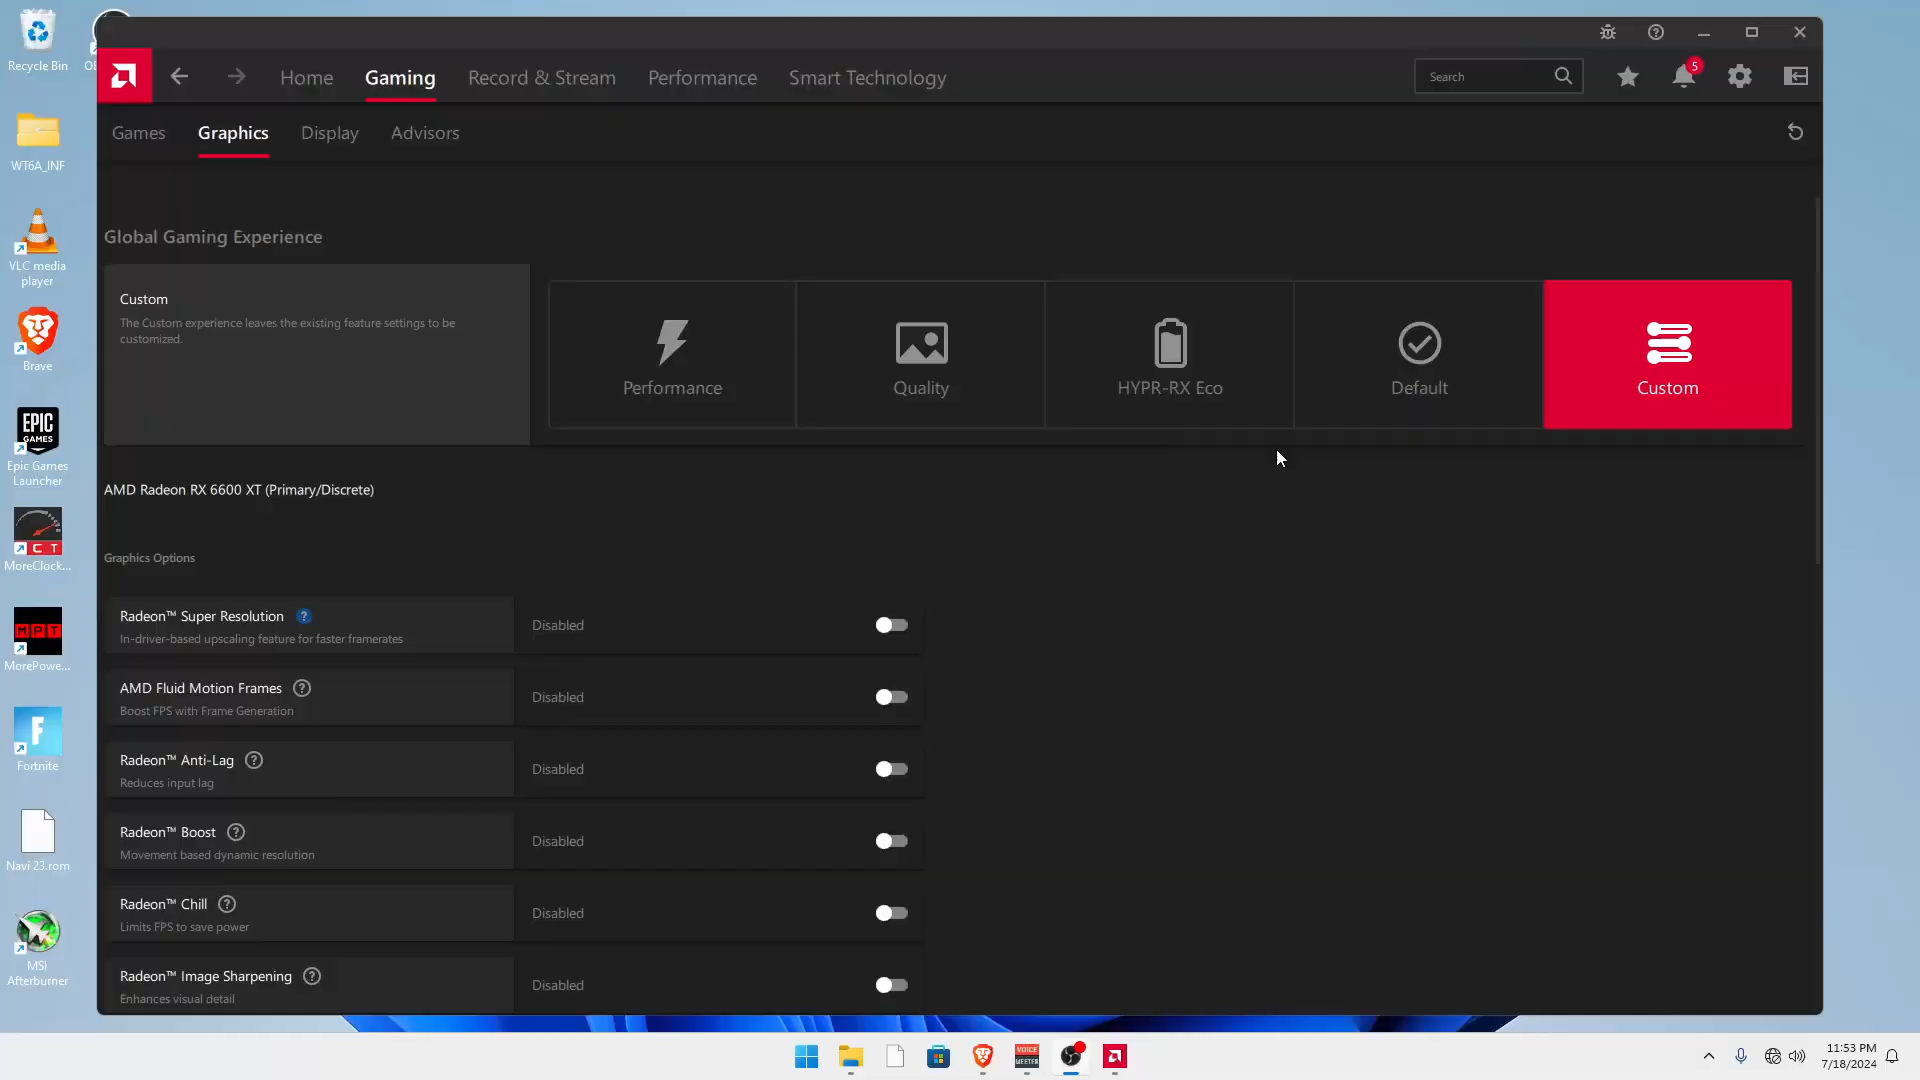 Recycle Bin
WT6A_INF
VLC media
player
Brave
EPIC
GAMES
Epic Games
Launcher
CT
MoreClock...
MPT
MorePowe...
F
Fortnite
Navi 23.rom
MSI
Afterburner
Home
Gaming
Record & Stream
Performance
Smart Technology
Search
5
Games
Graphics
Display
Advisors
Global Gaming Experience
Custom
The Custom experience leaves the existing feature settings to be
customized.
Performance
Quality
HYPR-RX Eco
Default
Custom
AMD Radeon RX 6600 XT (Primary/Discrete)
Graphics Options
Radeon™ Super Resolution ?
In-driver-based upscaling feature for faster framerates
Disabled
AMD Fluid Motion Frames ?
Boost FPS with Frame Generation
Disabled
Radeon™ Anti-Lag ?
Reduces input lag
Disabled
Radeon™ Boost ?
Movement based dynamic resolution
Disabled
Radeon™ Chill ?
Limits FPS to save power
Disabled
Radeon™ Image Sharpening ?
Enhances visual detail
Disabled
VOICE
MEETER
11:53 PM
7/18/2024